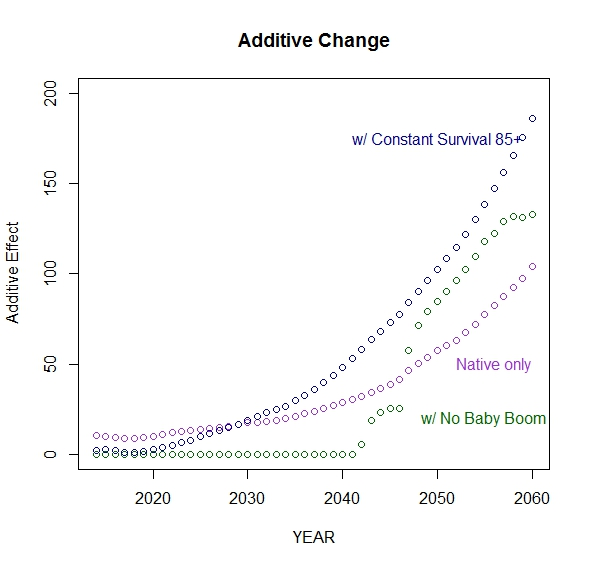 Additive Change
200
150
100
50
0
Additive Effect
w/ Constant Survival 85+
Native only
w/ No Baby Boom
2020 2030 2040 2050 2060
YEAR